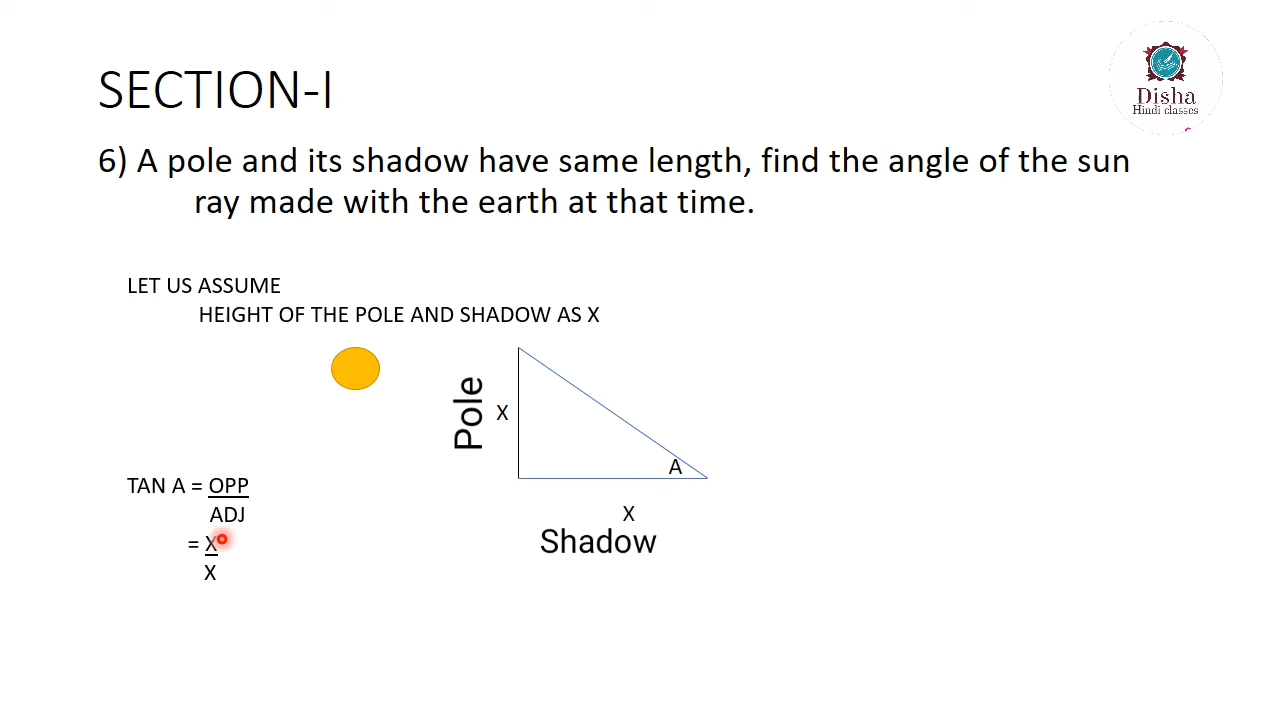 Disha
Hindi classes
SECTION-I
6) A pole and its shadow have same length, find the angle of the sun
ray made with the earth at that time.
LET US ASSUME
HEIGHT OF THE POLE AND SHADOW AS X
Pole
X
A
X
Shadow
TAN A = OPP
ADJ
= X
X